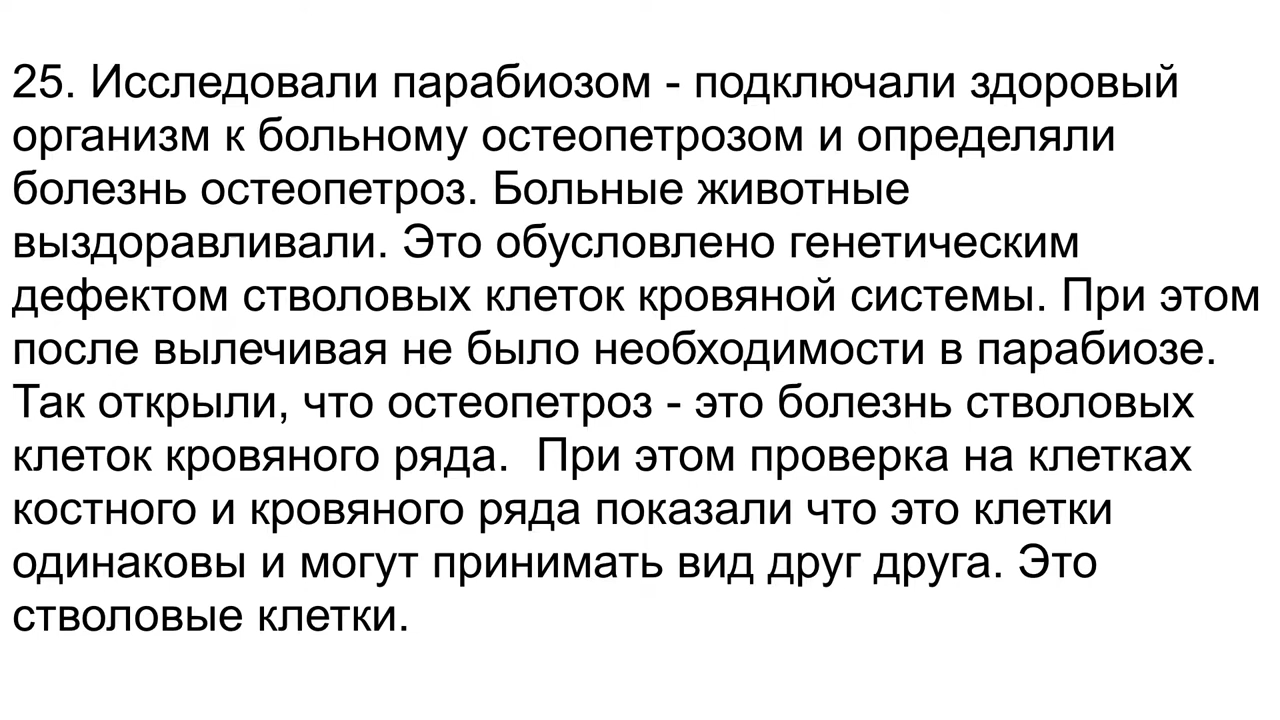 25. Исследовали парабиозом - подключали здоровый
организм к больному остеопетрозом и определяли
болезнь остеопетроз. Больные животные
выздоравливали. Это обусловлено генетическим
дефектом стволовых клеток кровяной системы. При этом
после вылечивая не было необходимости в парабиозе.
Так открыли, что остеопетроз - это болезнь стволовых
клеток кровяного ряда.  При этом проверка на клетках
костного и кровяного ряда показали что это клетки
одинаковы и могут принимать вид друг друга. Это
стволовые клетки.